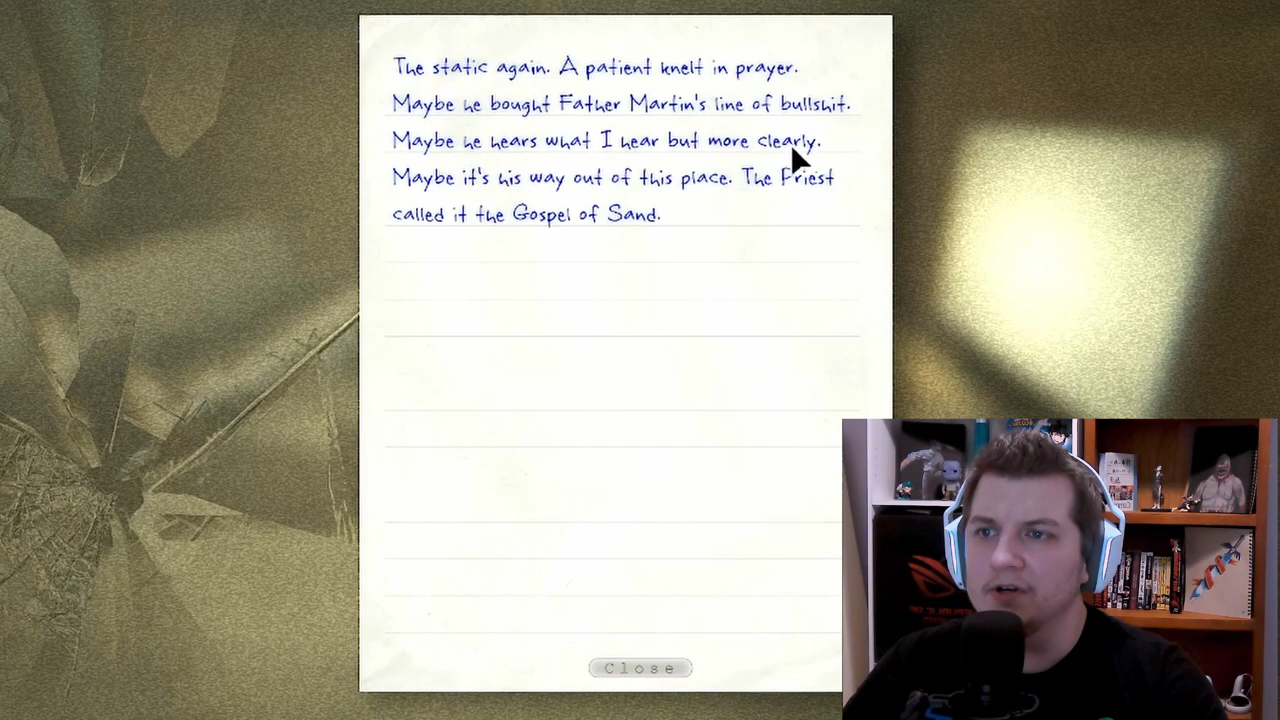 The static again. A patient knelt in prayer.
Maybe he bought Father Martin's line of bullshit.
Maybe he hears what I hear but more clearly.
Maybe it's his way out of this place. The Priest
called it the Gospel of Sand.
Close